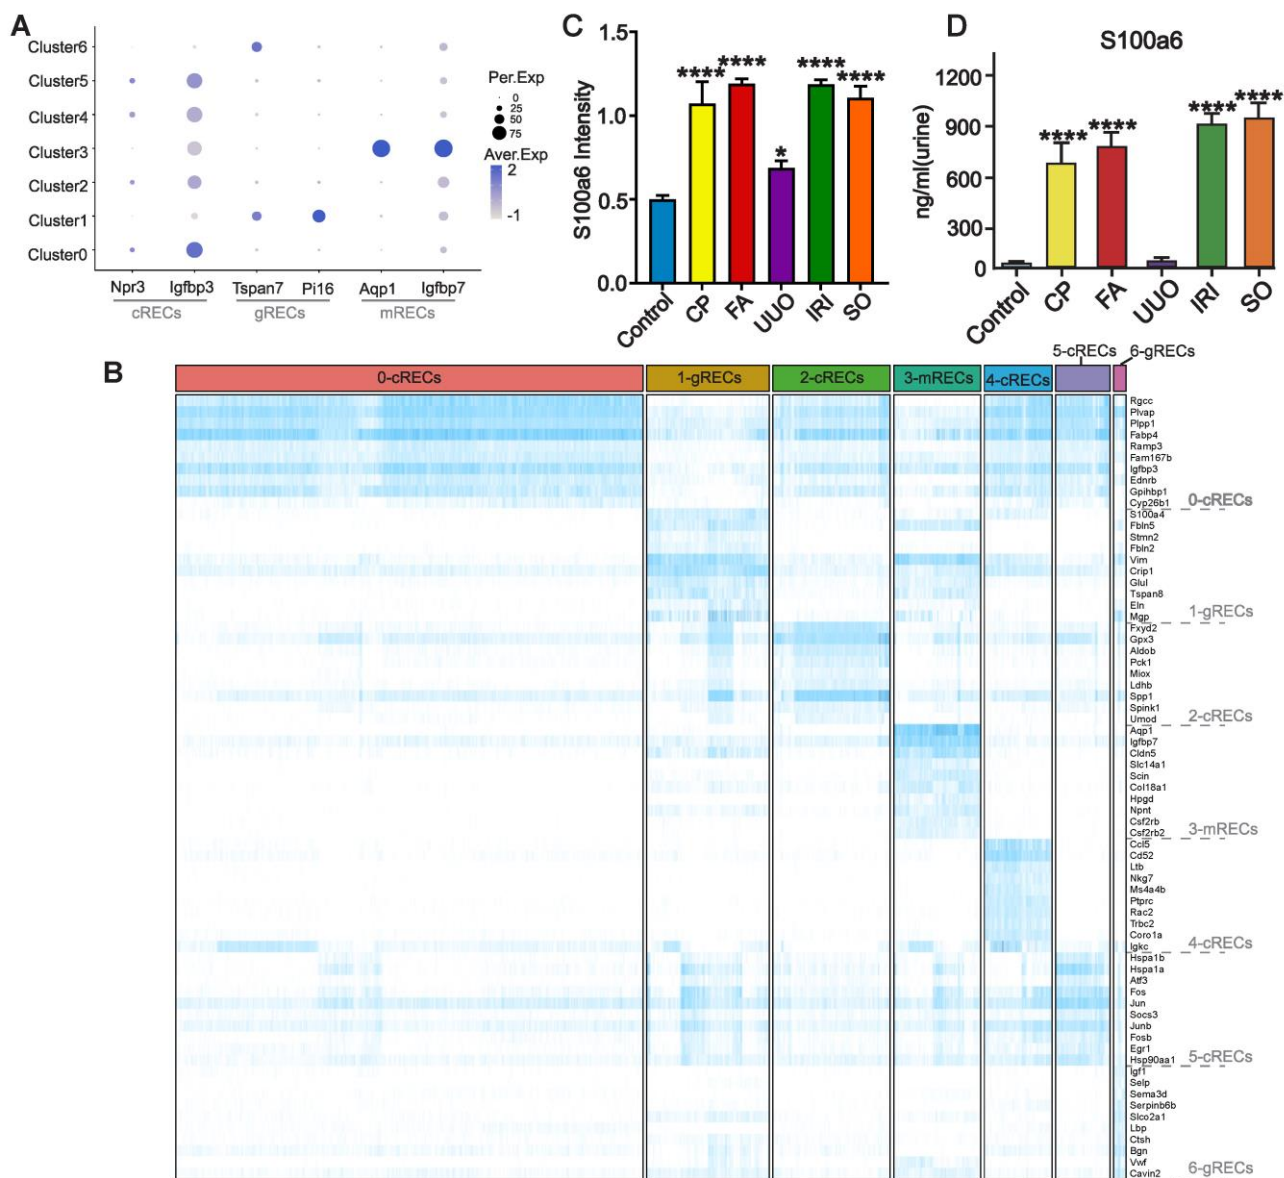 A
Cluster6
Cluster5
Cluster4
Cluster3
Cluster2
Cluster1
Cluster0
Npr3 Igfbp3 Tspan7 Pi16 Aqp1 Igfbp7
cRECs gRECs mRECs
Per.Exp
0
25
50
75
Aver.Exp
2
-1
C
S100a6 Intensity
1.5
1.0
0.5
0.0
**** **** * **** ****
Control CP FA UUO IRI SO
D
S100a6
ng/ml(urine)
1200
900
600
300
0
**** **** **** ****
Control CP FA UUO IRI SO
B
5-cRECs 6-gRECs
0-cRECs 1-gRECs 2-cRECs 3-mRECs 4-cRECs
Rgcc
Plvap
Plpp1
Fabp4
Ramp3
Fam167b
Igfbp3
Ednrb
Gpihbp1
Cyp26b1
0-cRECs
S100a4
Fbln5
Stmn2
Fbln2
Vim
Crip1
Glul
Tspan8
Eln
Mgp
1-gRECs
Fxyd2
Gpx3
Aldob
Pck1
Miox
Ldhb
Spp1
Spink1
Umod
2-cRECs
Aqp1
Igfbp7
Cldn5
Slc14a1
Scin
Col18a1
Hpgd
Npnt
Csf2rb
Csf2rb2
3-mRECs
Ccl5
Cd52
Ltb
Nkg7
Ms4a4b
Ptprc
Rac2
Trbc2
Coro1a
Igkc
4-cRECs
Hspa1b
Hspa1a
Atf3
Fos
Jun
Socs3
Junb
Fosb
Egr1
Hsp90aa1
5-cRECs
Igf1
Selp
Sema3d
Serpinb6b
Slco2a1
Lbp
Ctsh
Bgn
Vwf
Cavin2
6-gRECs